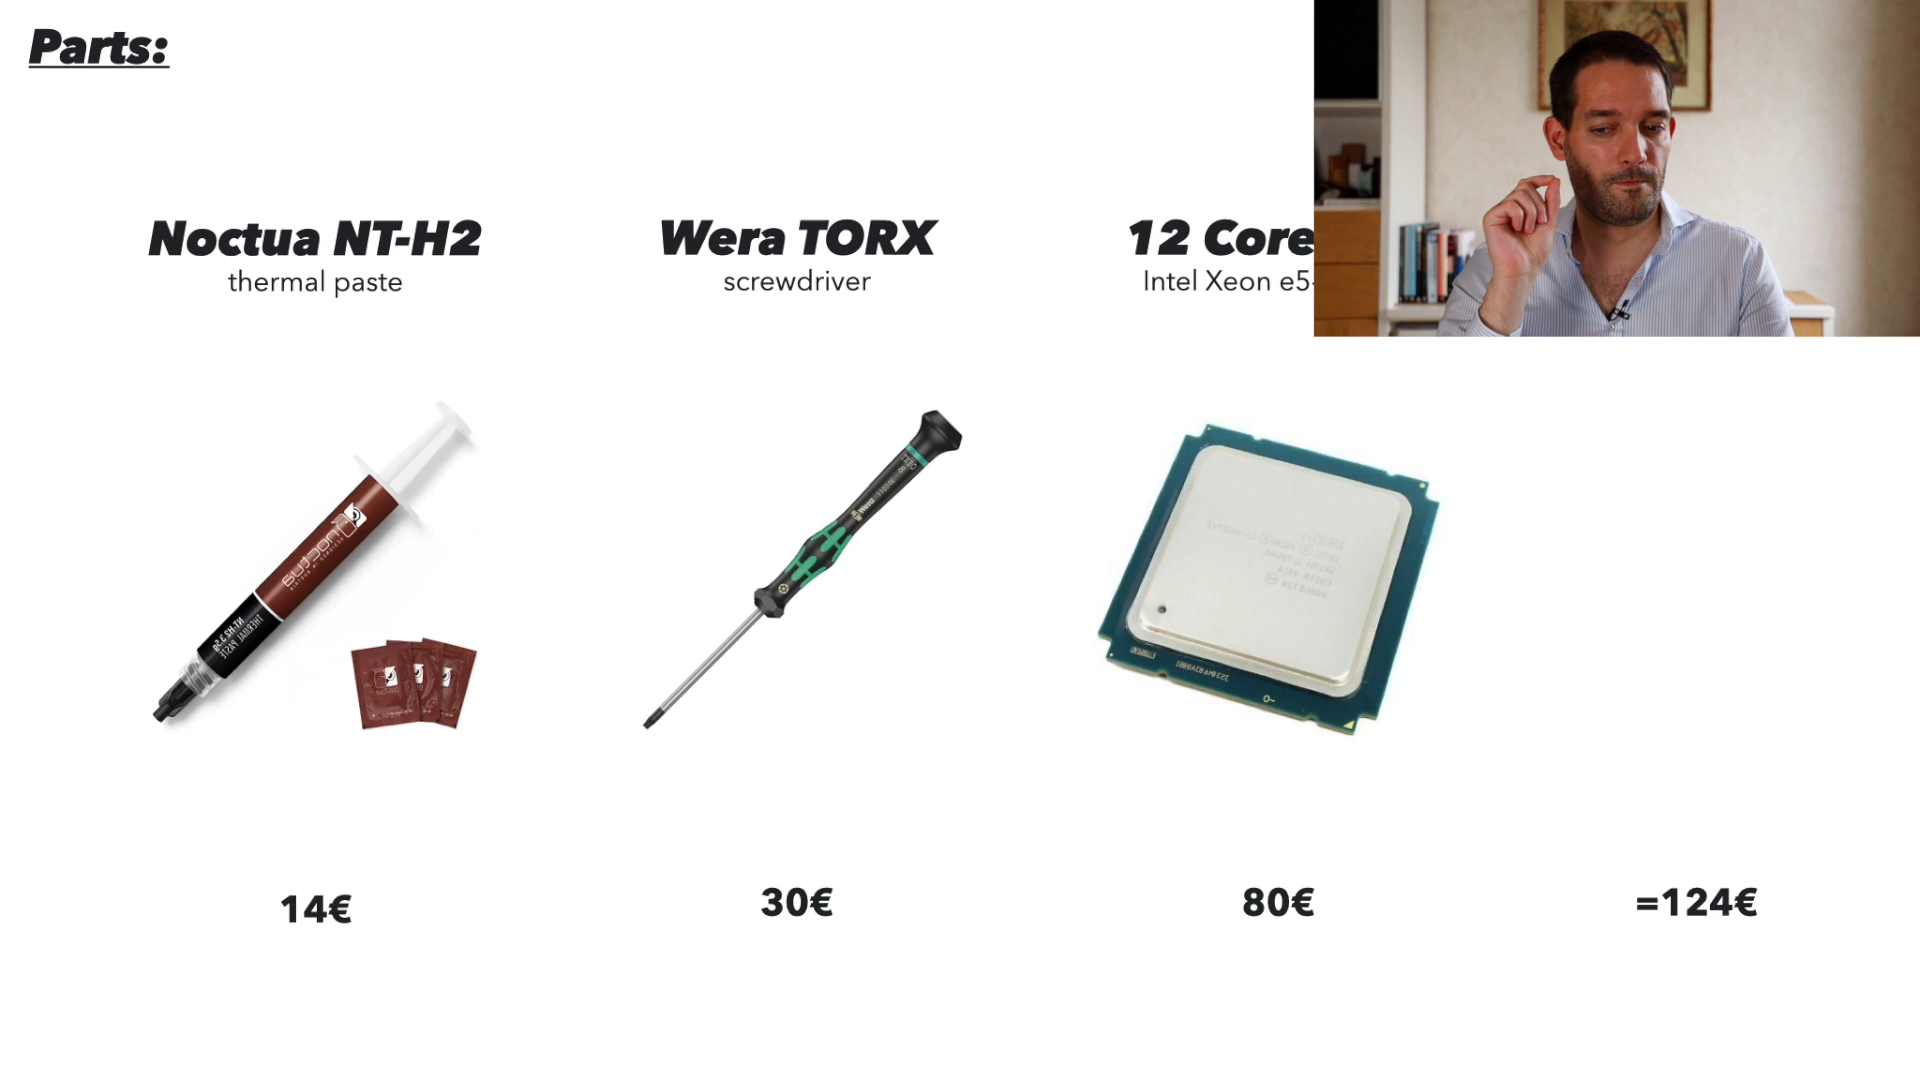 Parts:
Noctua NT-H2
thermal paste
Wera TORX
screwdriver
12 Core
Intel Xeon e5-
14€
30€
80€
=124€